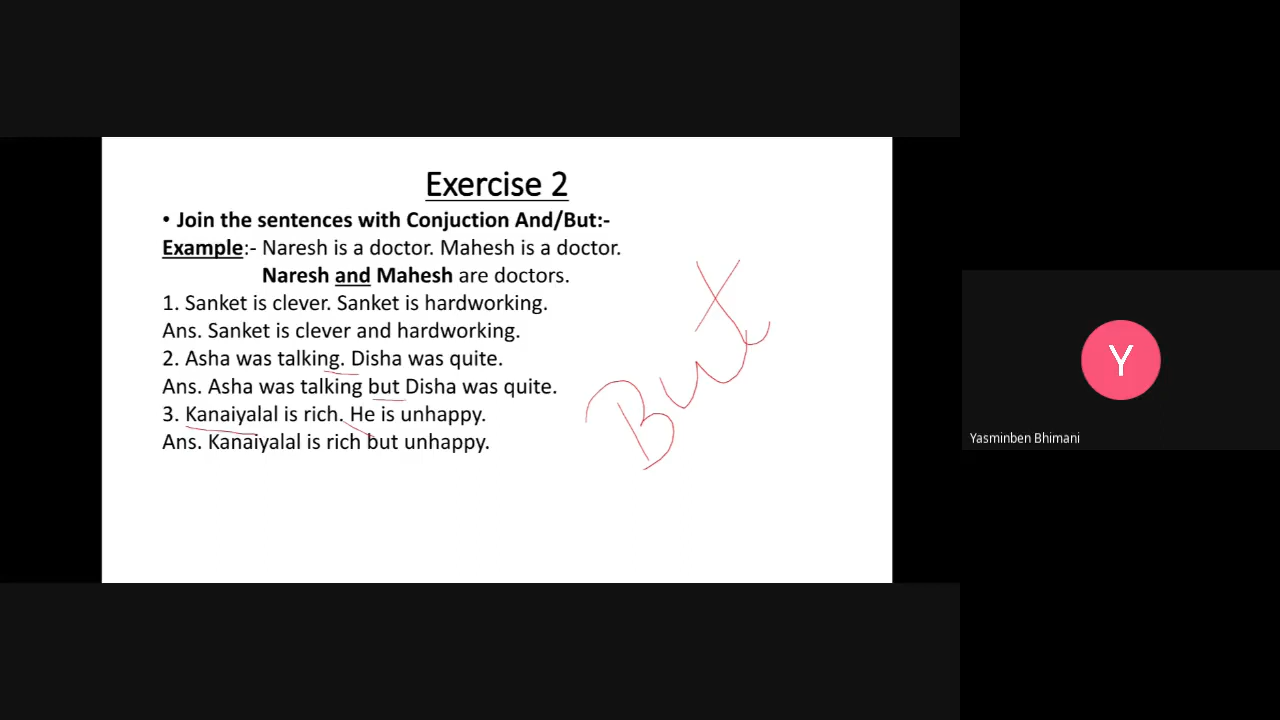 Exercise 2
• Join the sentences with Conjuction And/But:-
Example:- Naresh is a doctor. Mahesh is a doctor.
Naresh and Mahesh are doctors.
1. Sanket is clever. Sanket is hardworking.
Ans. Sanket is clever and hardworking.
2. Asha was talking. Disha was quite.
Ans. Asha was talking but Disha was quite.
3. Kanaiyalal is rich. He is unhappy.
Ans. Kanaiyalal is rich but unhappy.
But
Y
Yasminben Bhimani